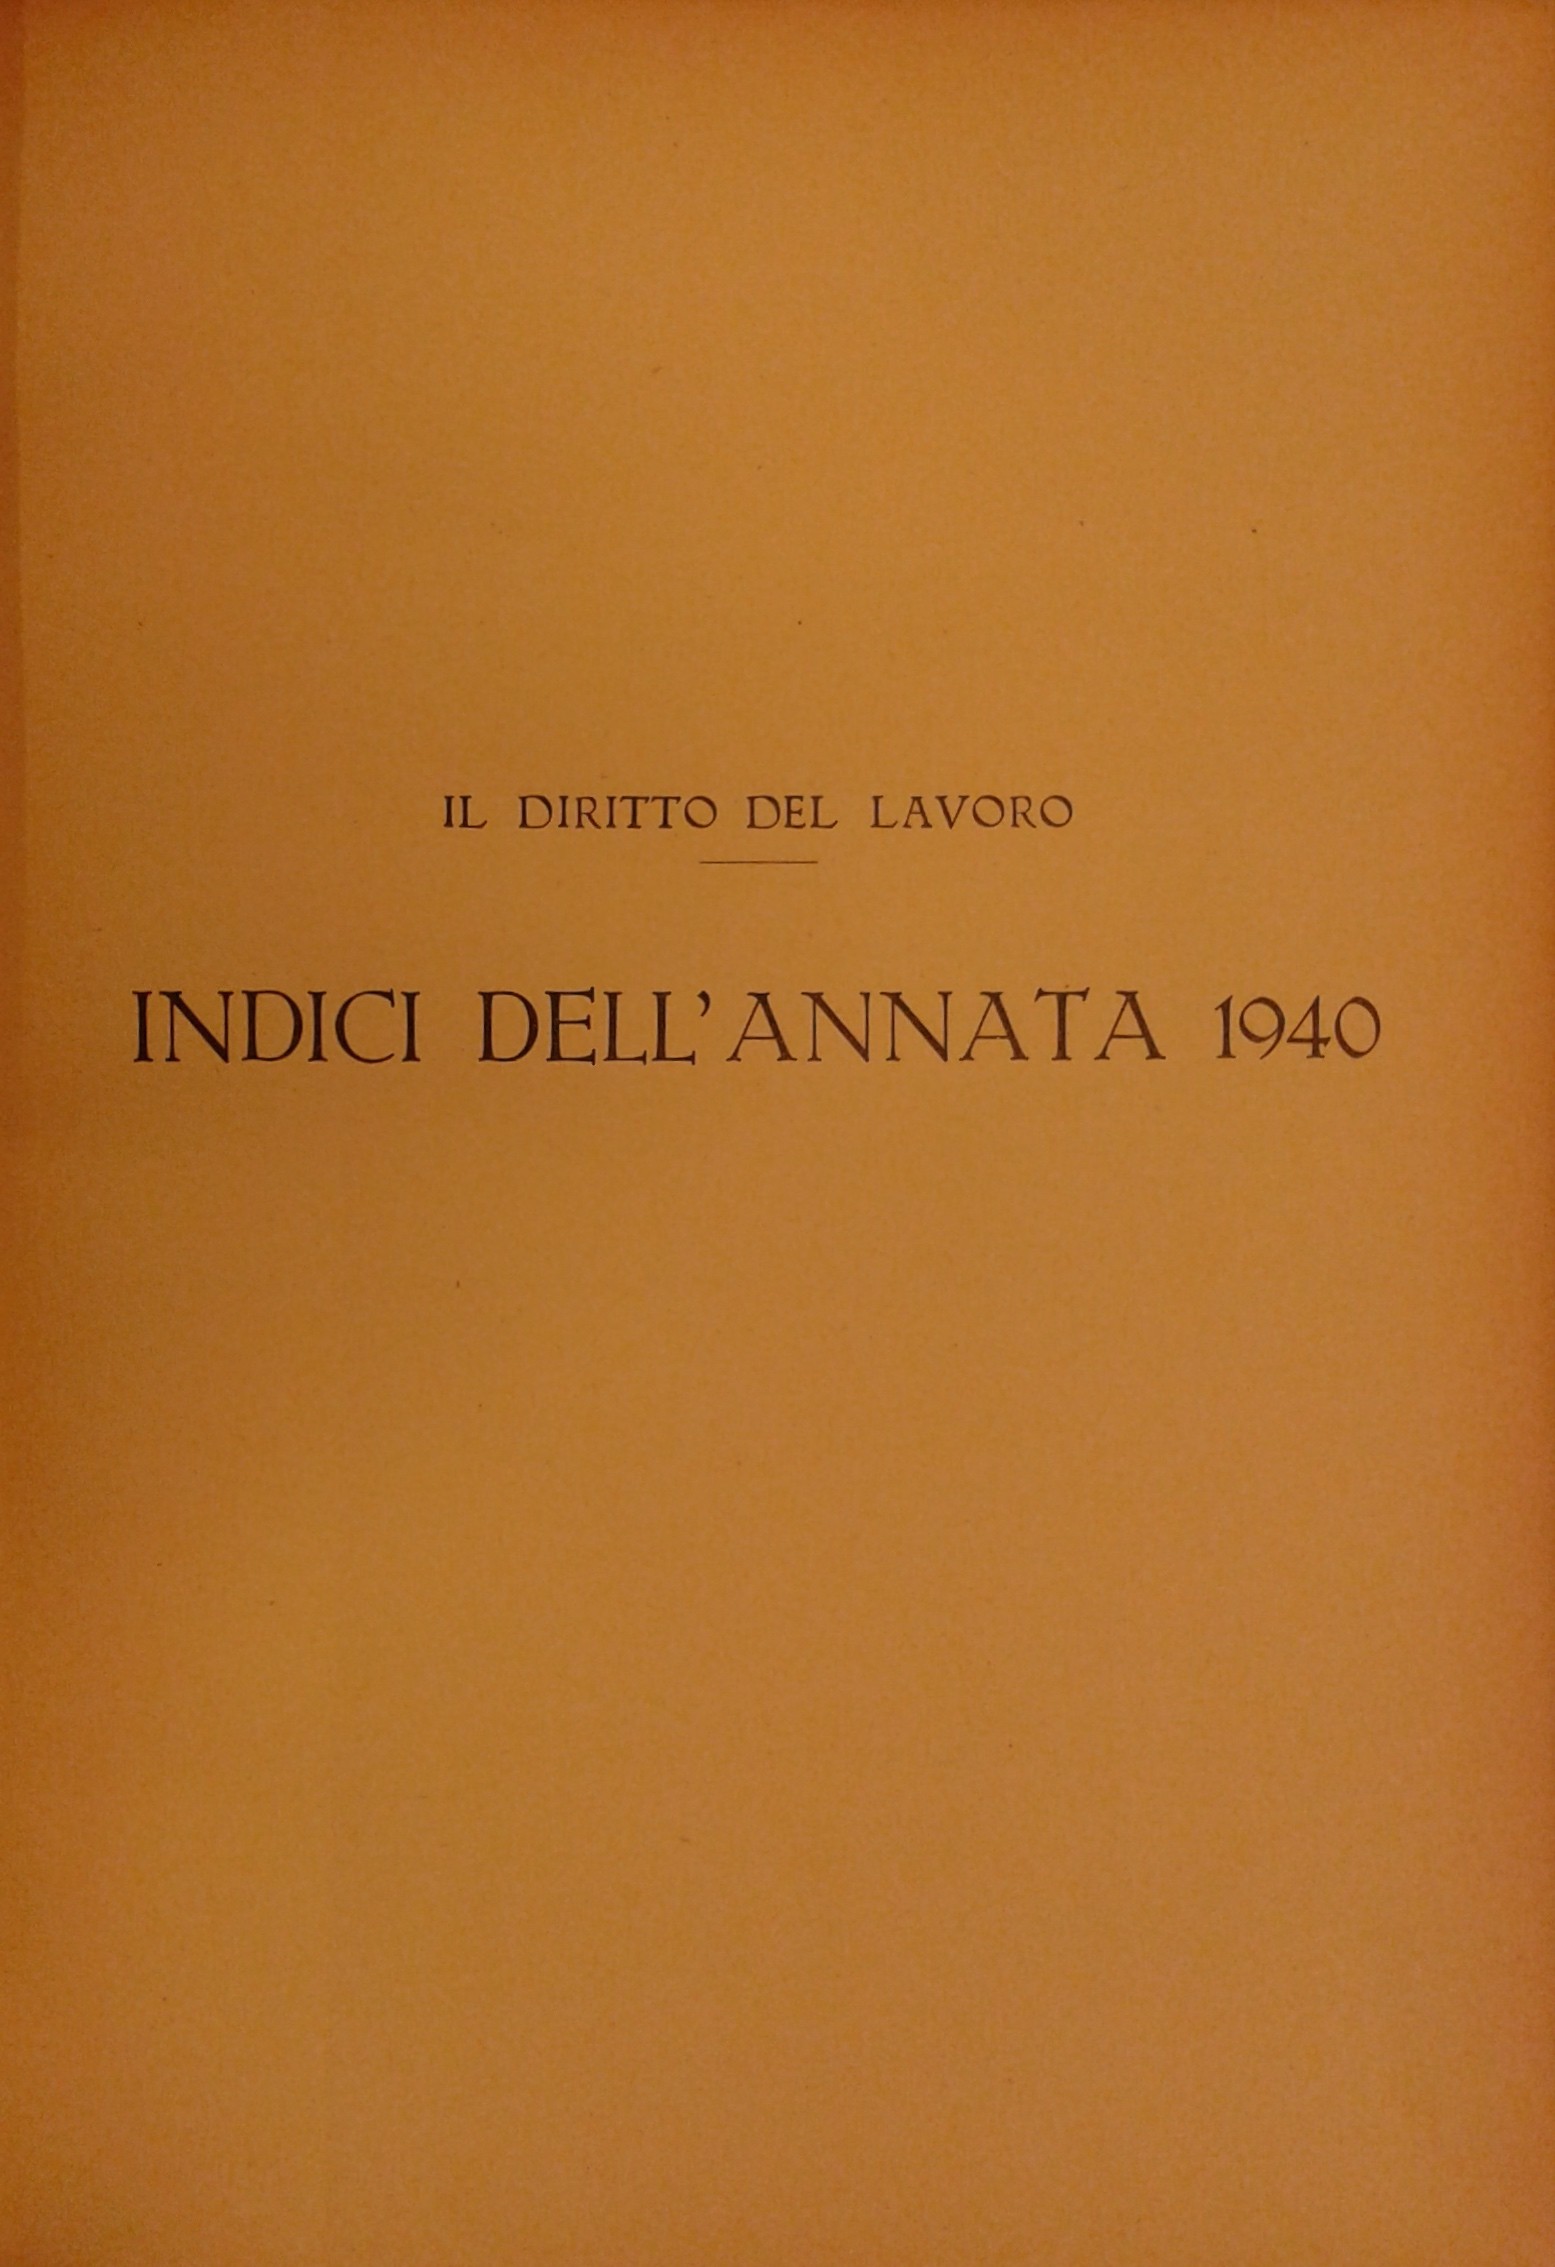 IL DIRITTO DEL LAVORO
INDICI DELL'ANNATA 1940